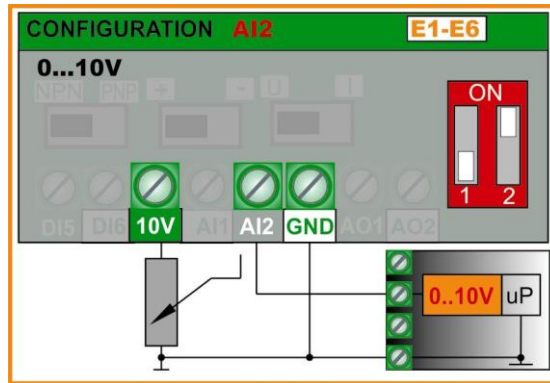 CONFIGURATION AI2 E1-E6
0...10V
NPN PNP + - U I
ON
1 2
DI5 DI6 10V AI1 AI2 GND AO1 AO2
0..10V uP